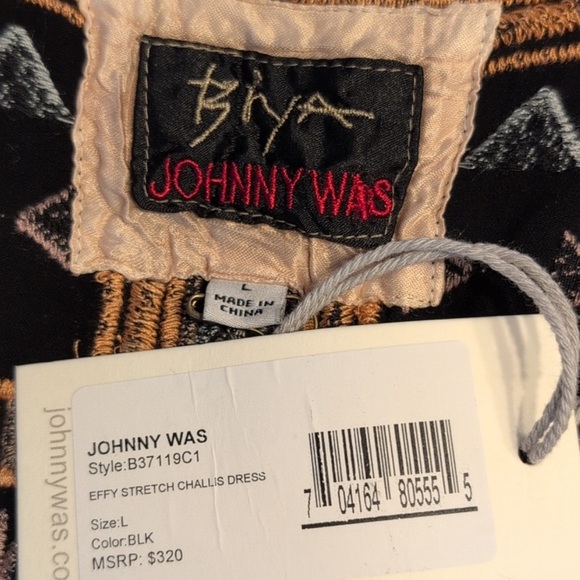 Biya
JOHNNY WAS
L
MADE IN
CHINA
johnnywas.co
JOHNNY WAS
Style:B37119C1
EFFY STRETCH CHALLIS DRESS
Size:L
Color:BLK
MSRP: $320
7 04164 80555 5